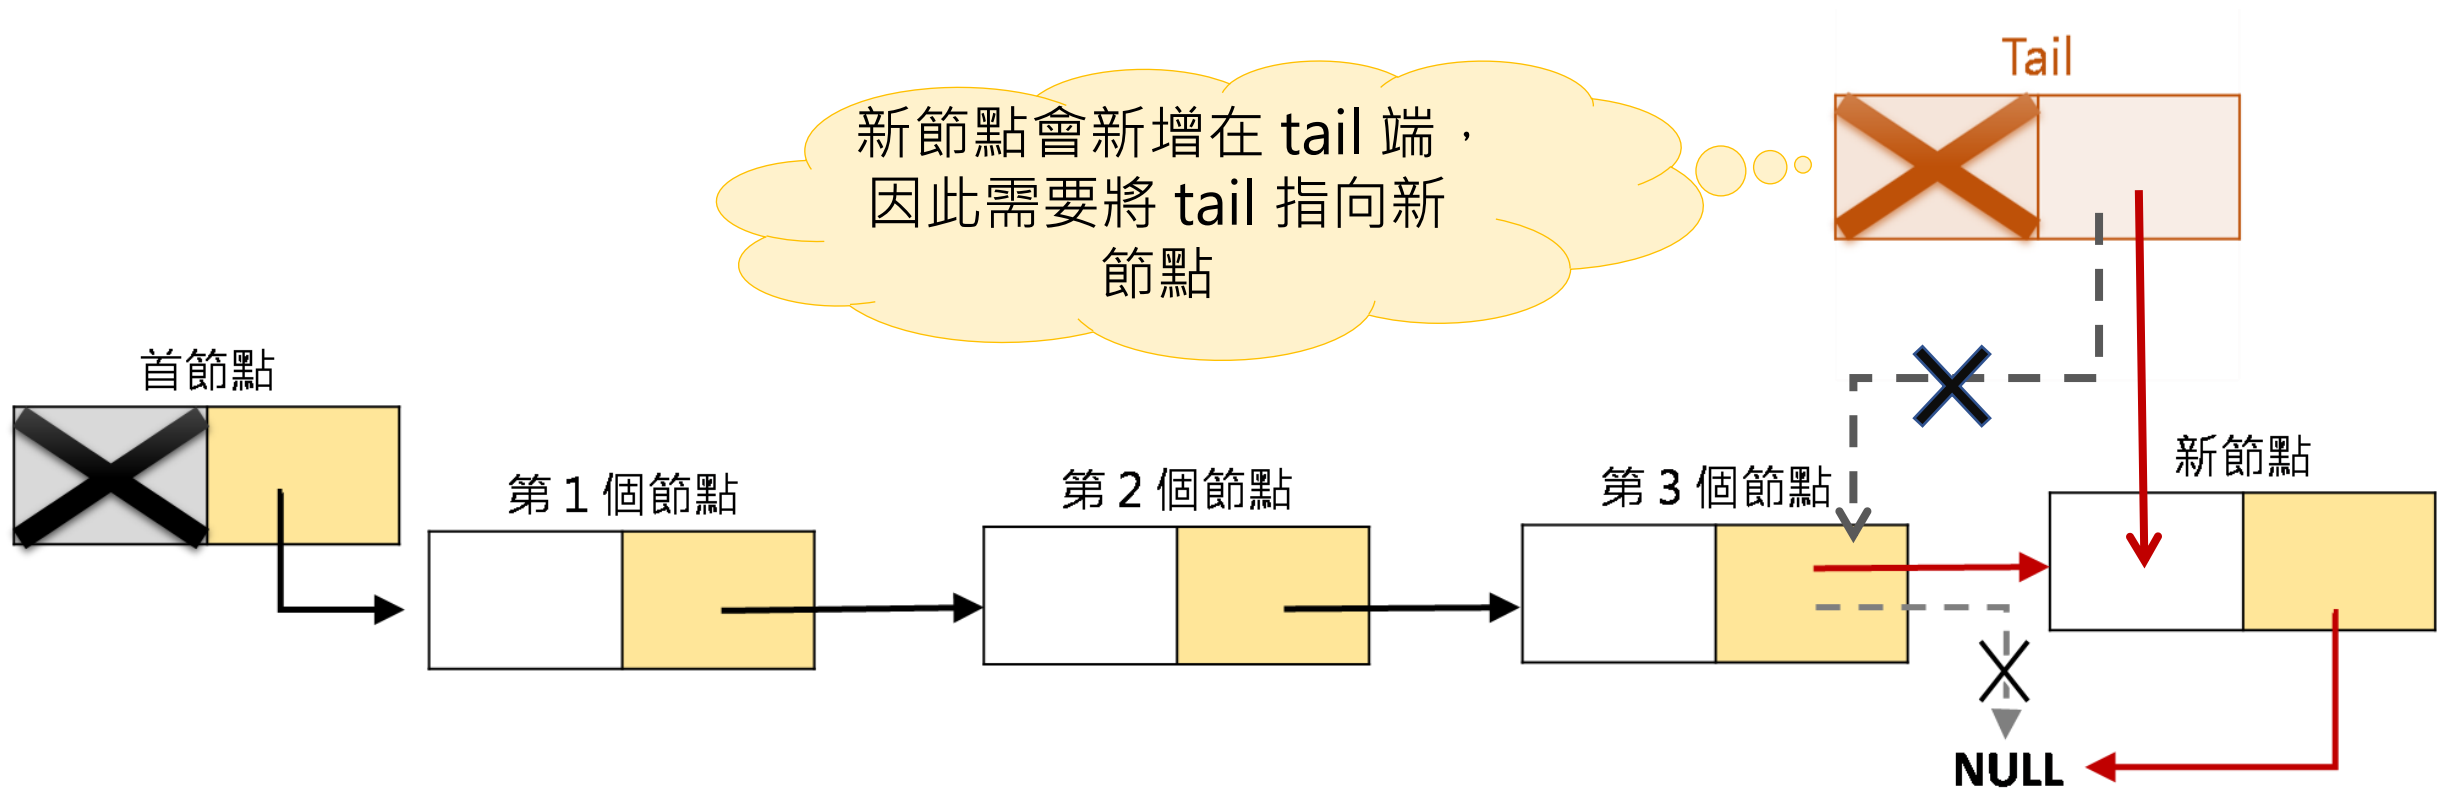 Tail
新節點會新增在 tail 端，
因此需要將 tail 指向新
節點
首節點
第 1 個節點
第 2 個節點
第 3 個節點
新節點
NULL